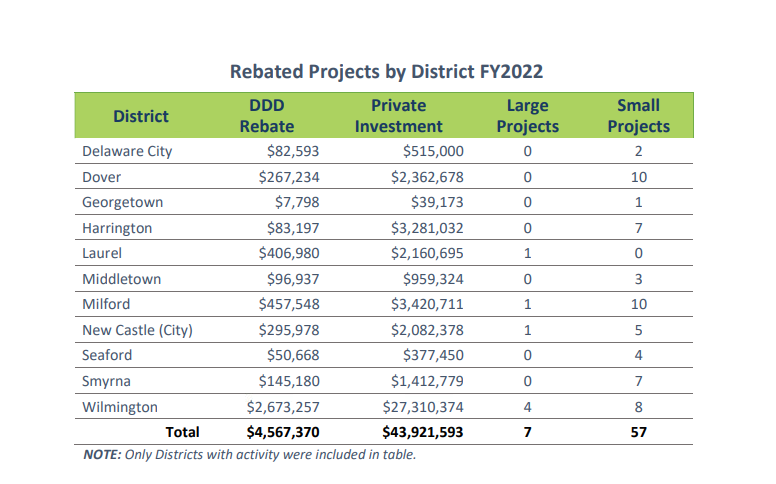 Rebated Projects by District FY2022
District DDD Rebate Private Investment Large Projects Small Projects
Delaware City $82,593 $515,000 0 2
Dover $267,234 $2,362,678 0 10
Georgetown $7,798 $39,173 0 1
Harrington $83,197 $3,281,032 0 7
Laurel $406,980 $2,160,695 1 0
Middletown $96,937 $959,324 0 3
Milford $457,548 $3,420,711 1 10
New Castle (City) $295,978 $2,082,378 1 5
Seaford $50,668 $377,450 0 4
Smyrna $145,180 $1,412,779 0 7
Wilmington $2,673,257 $27,310,374 4 8
Total $4,567,370 $43,921,593 7 57
NOTE: Only Districts with activity were included in table.